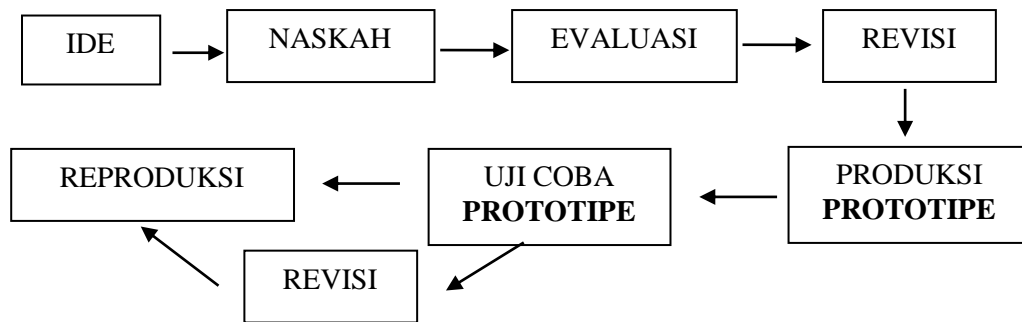 IDE
NASKAH
EVALUASI
REVISI
REPRODUKSI
UJI COBA
PROTOTIPE
PRODUKSI
PROTOTIPE
REVISI